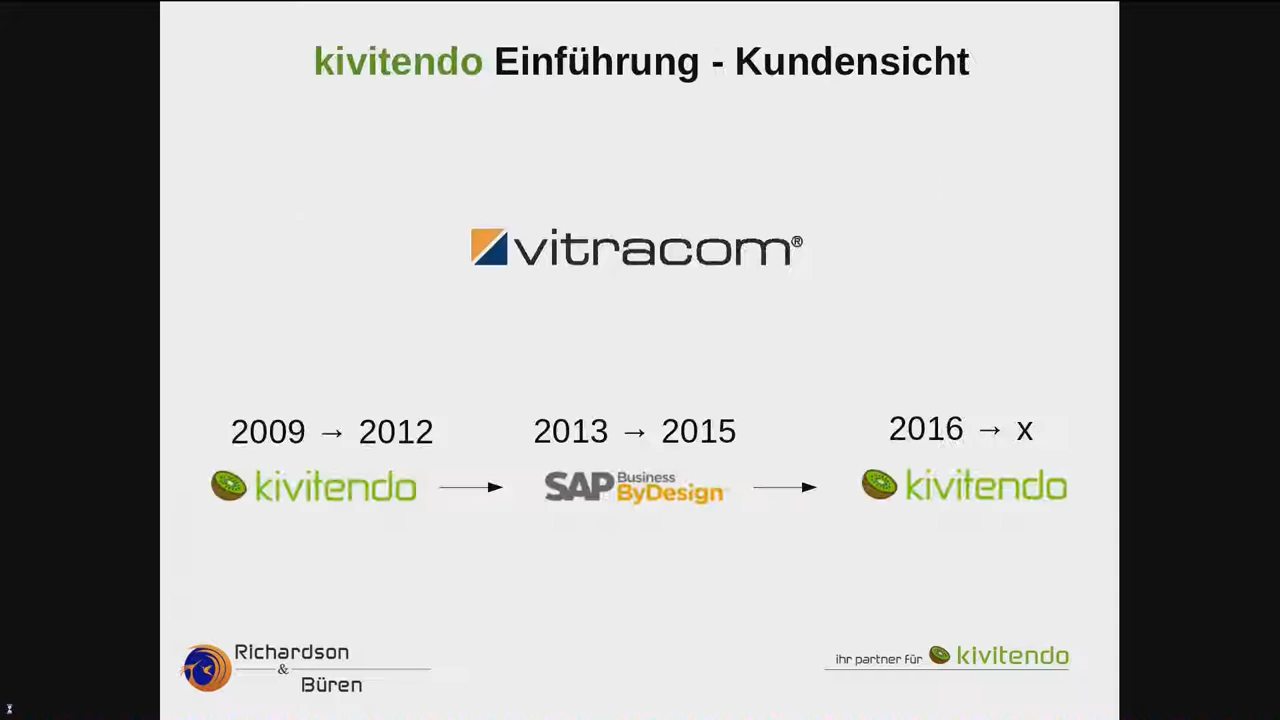 kivitendo Einführung - Kundensicht
vitracom®
2009 → 2012
2013 → 2015
2016 → x
kivitendo
SAP Business ByDesign
kivitendo
Richardson
&
Büren
ihr partner für kivitendo